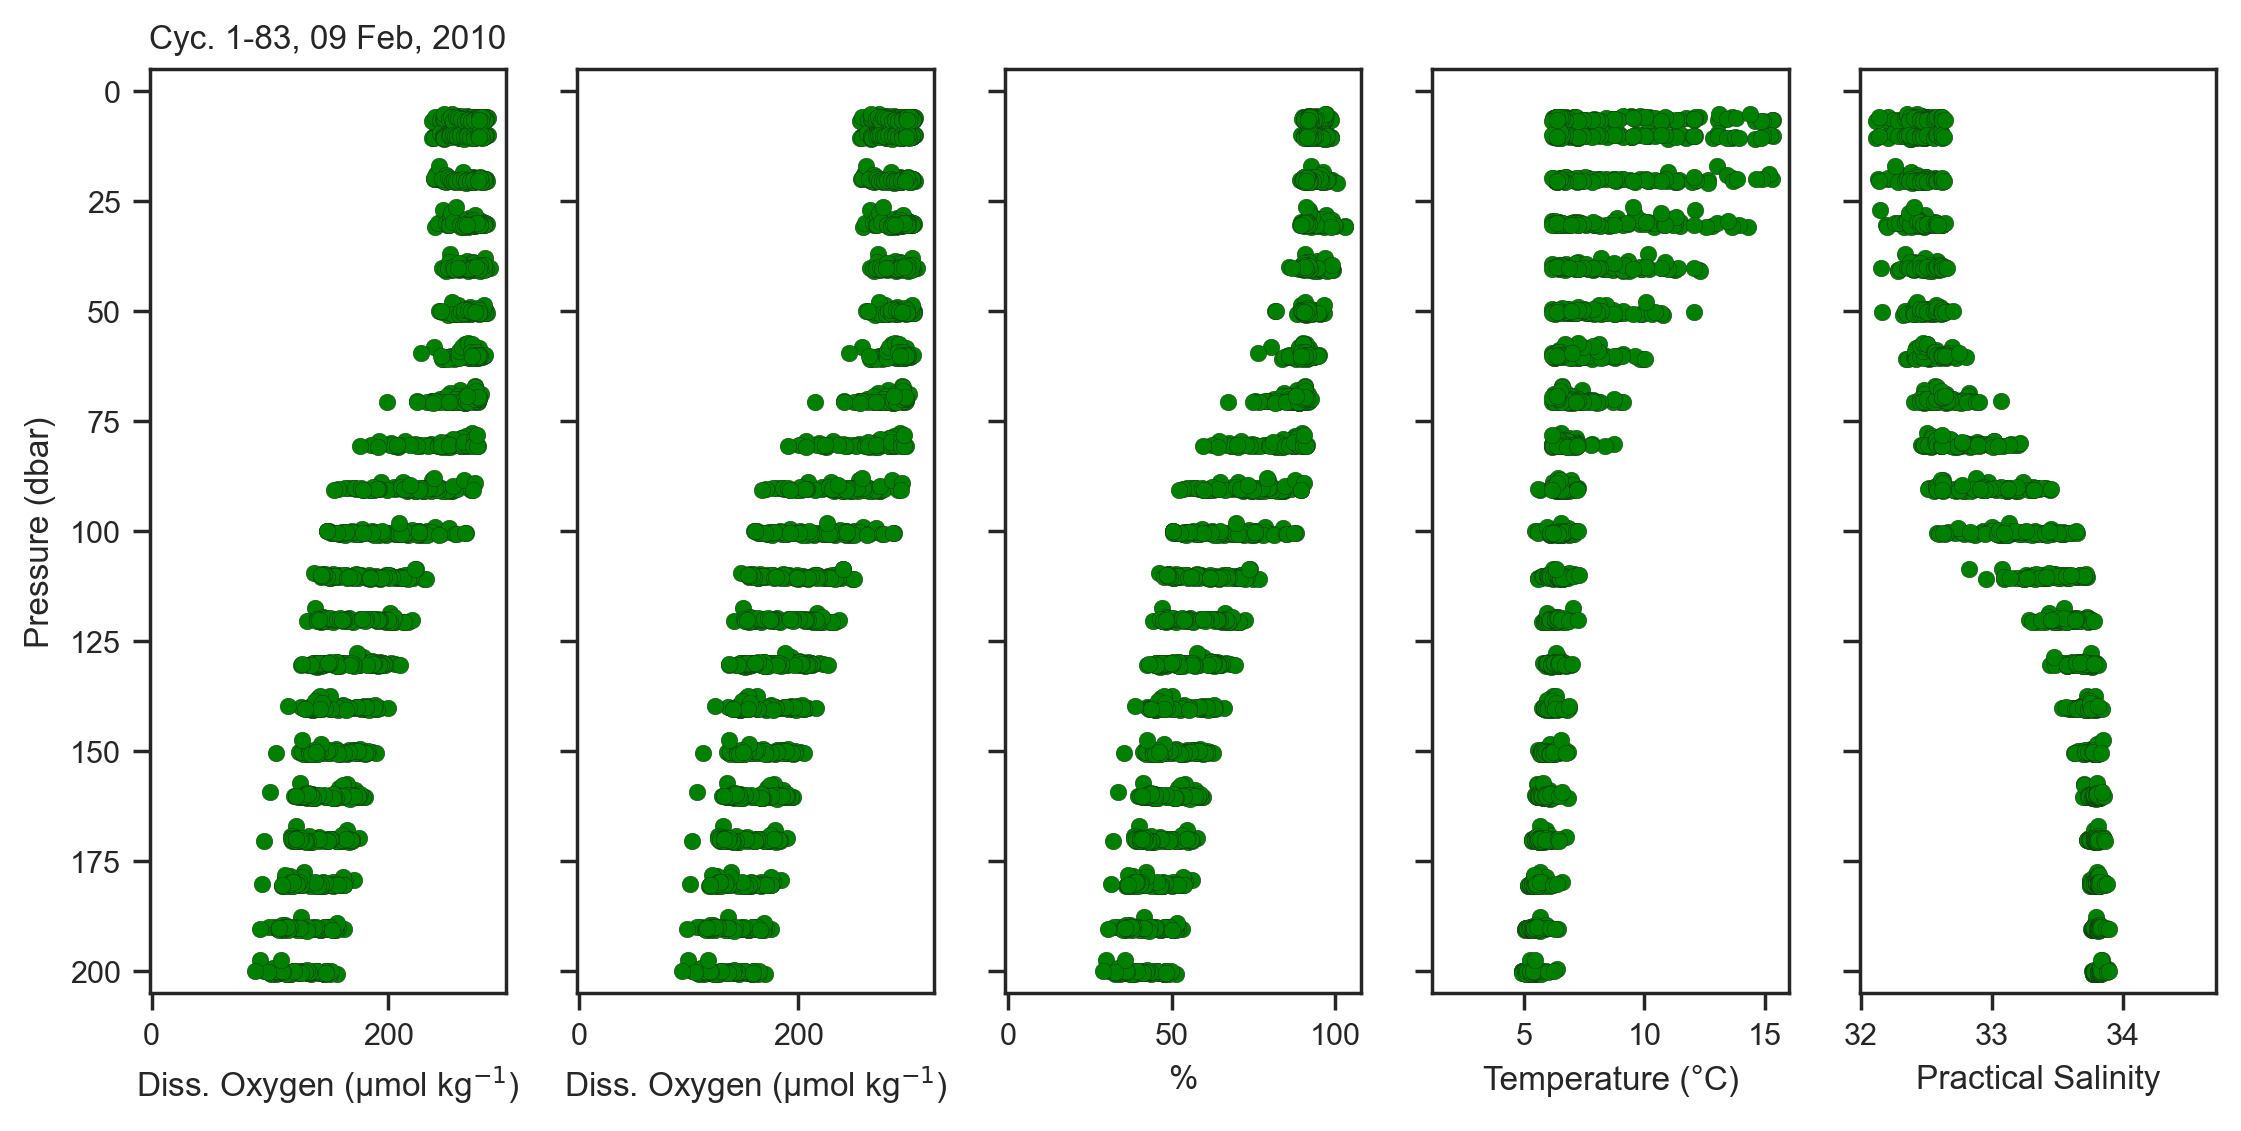 Cyc. 1-83, 09 Feb, 2010
0
25
50
75
100
125
150
175
200
Pressure (dbar)
0 200
0 200
0 50 100
5 10 15
32 33 34
Diss. Oxygen (µmol kg⁻¹)
Diss. Oxygen (µmol kg⁻¹)
%
Temperature (°C)
Practical Salinity